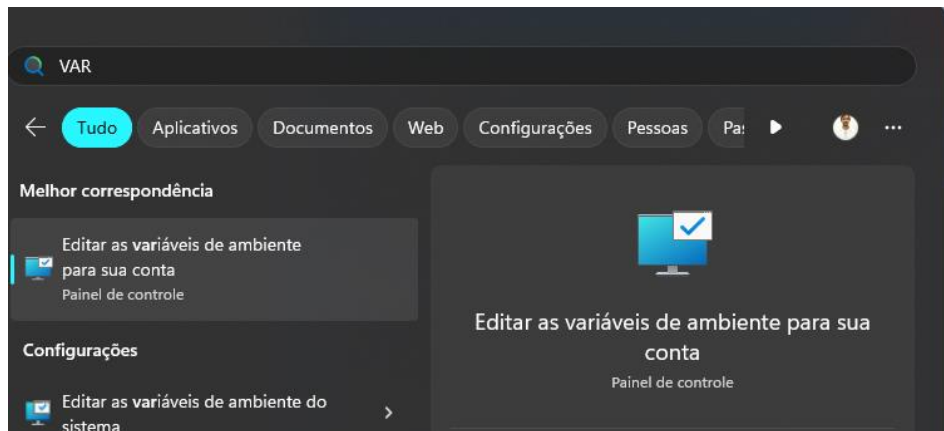 VAR
Tudo Aplicativos Documentos Web Configurações Pessoas Pas
Melhor correspondência
Editar as variáveis de ambiente
para sua conta
Painel de controle
Configurações
Editar as variáveis de ambiente do
sistema
Editar as variáveis de ambiente para sua
conta
Painel de controle